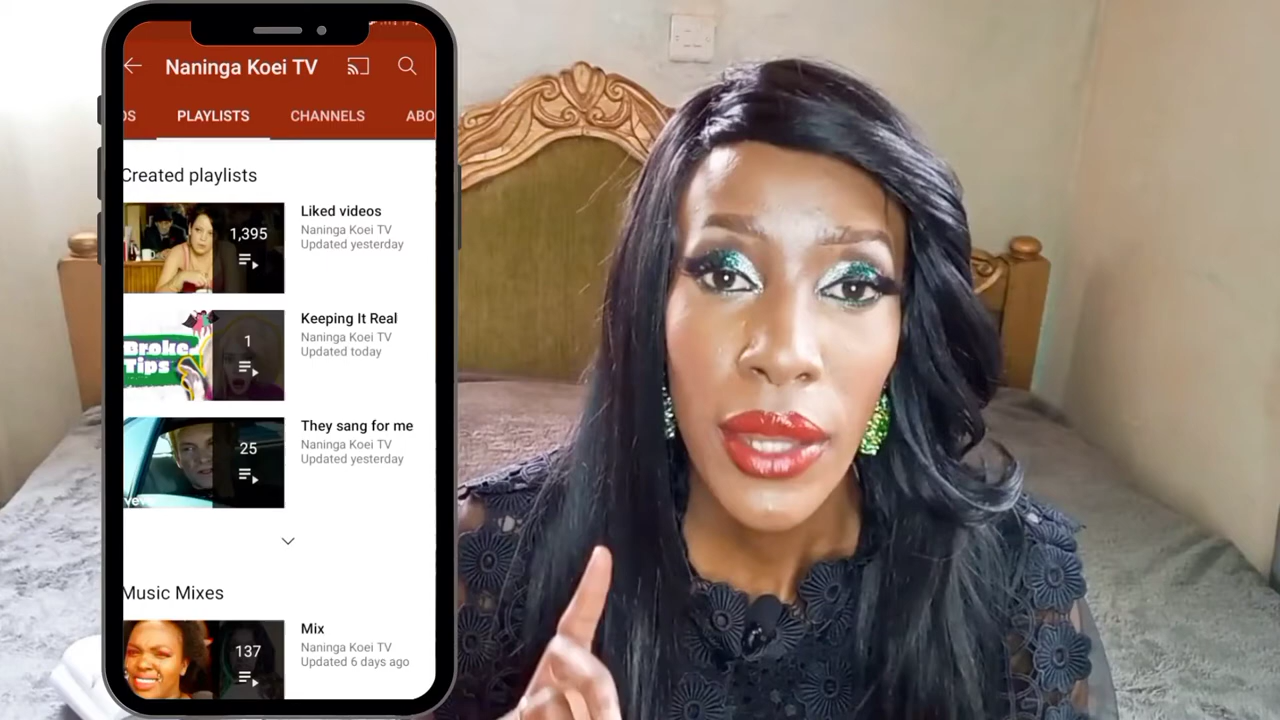 Naninga Koei TV
OS
PLAYLISTS
CHANNELS
ABO
Created playlists
1,395
Liked videos
Naninga Koei TV
Updated yesterday
Broke
Tips
1
Keeping It Real
Naninga Koei TV
Updated today
25
vevo
They sang for me
Naninga Koei TV
Updated yesterday
Music Mixes
137
Mix
Naninga Koei TV
Updated 6 days ago